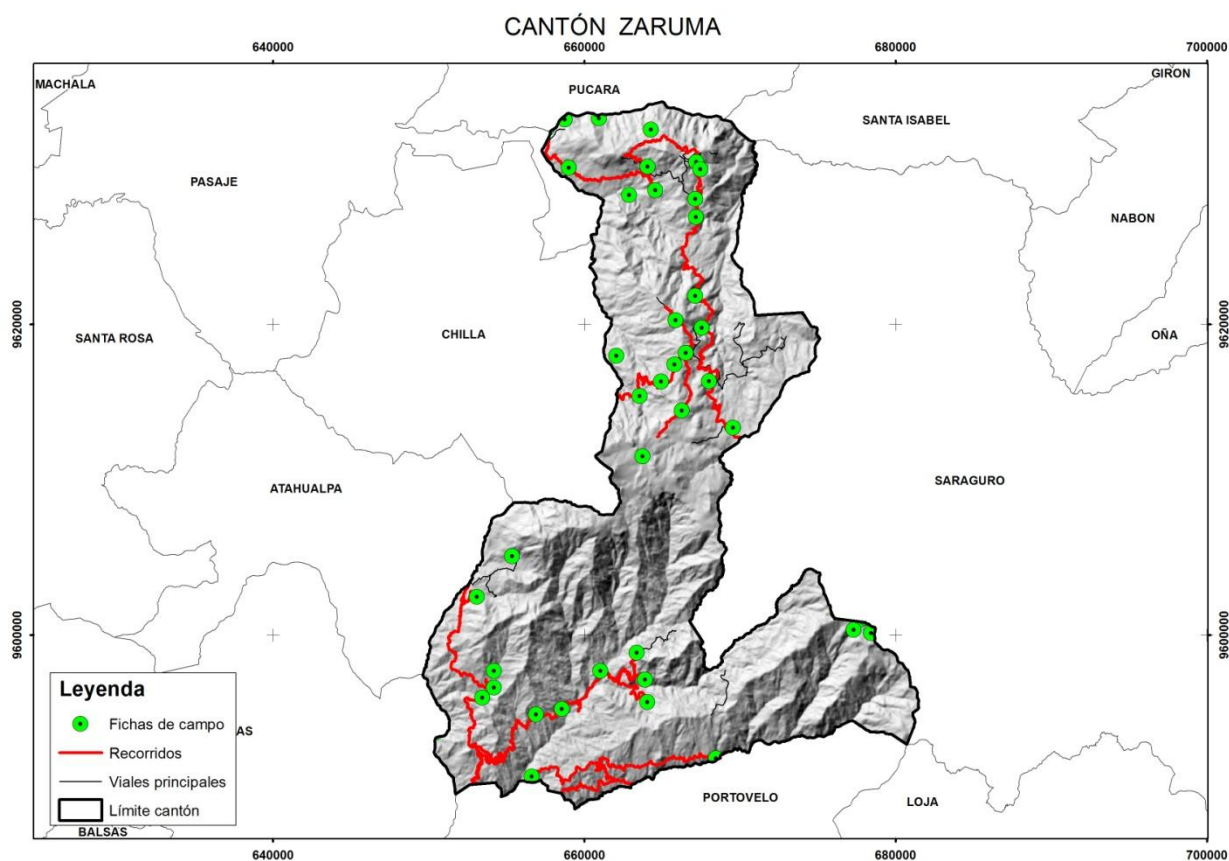 CANTÓN ZARUMA
640000
660000
680000
700000
MACHALA
PUCARA
GIRON
SANTA ISABEL
PASAJE
NABON
9620000
9620000
SANTA ROSA
CHILLA
OÑA
ATAHUALPA
SARAGURO
9600000
9600000
Leyenda
Fichas de campo
Recorridos
Viales principales
Límite cantón
AS
PORTOVELO
LOJA
BALSAS
640000
660000
680000
700000